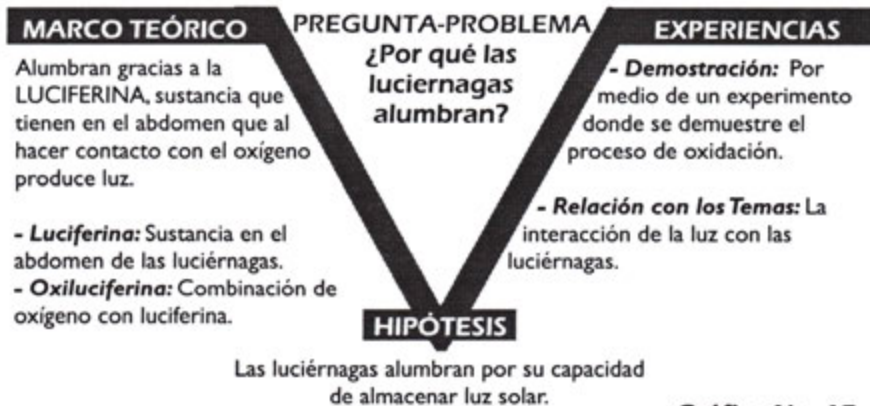 MARCO TEÓRICO
Alumbran gracias a la
LUCIFERINA, sustancia que
tienen en el abdomen que al
hacer contacto con el oxígeno
produce luz.
- Luciferina: Sustancia en el
abdomen de las luciérnagas.
- Oxiluciferina: Combinación de
oxígeno con luciferina.
PREGUNTA-PROBLEMA
¿Por qué las
luciernagas
alumbran?
EXPERIENCIAS
- Demostración: Por
medio de un experimento
donde se demuestre el
proceso de oxidación.
- Relación con los Temas: La
interacción de la luz con las
luciérnagas.
HIPÓTESIS
Las luciérnagas alumbran por su capacidad
de almacenar luz solar.